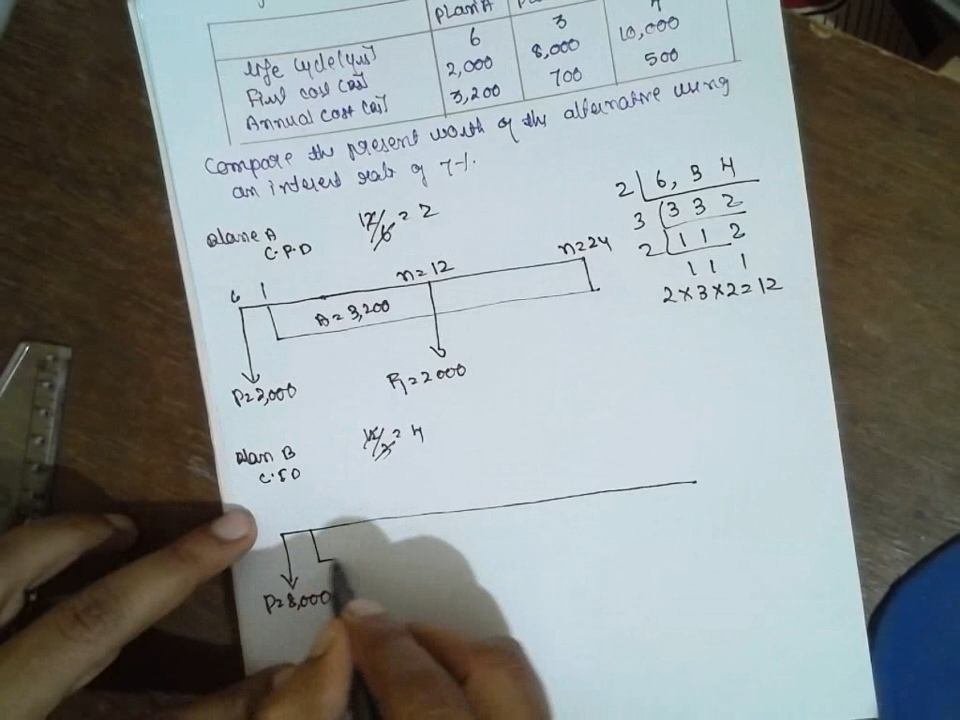 Plan A
6 3 4
Life cycle (yrs)
First cost (Rs) 2,000 8,000 10,000
Annual cost (Rs) 3,200 700 500
Compare the present worth of the alternative using
an interest rate of 7%.
Plane A
C.F.D
12/6 = 2
0 1 n=12 n=24
A = 3,200
P=2,000
P1=2000
Plan B
C.F.D
12/3 = 4
P=8,000
2 6, 3 4
3 3 3 2
2 1 1 2
1 1 1
2×3×2=12